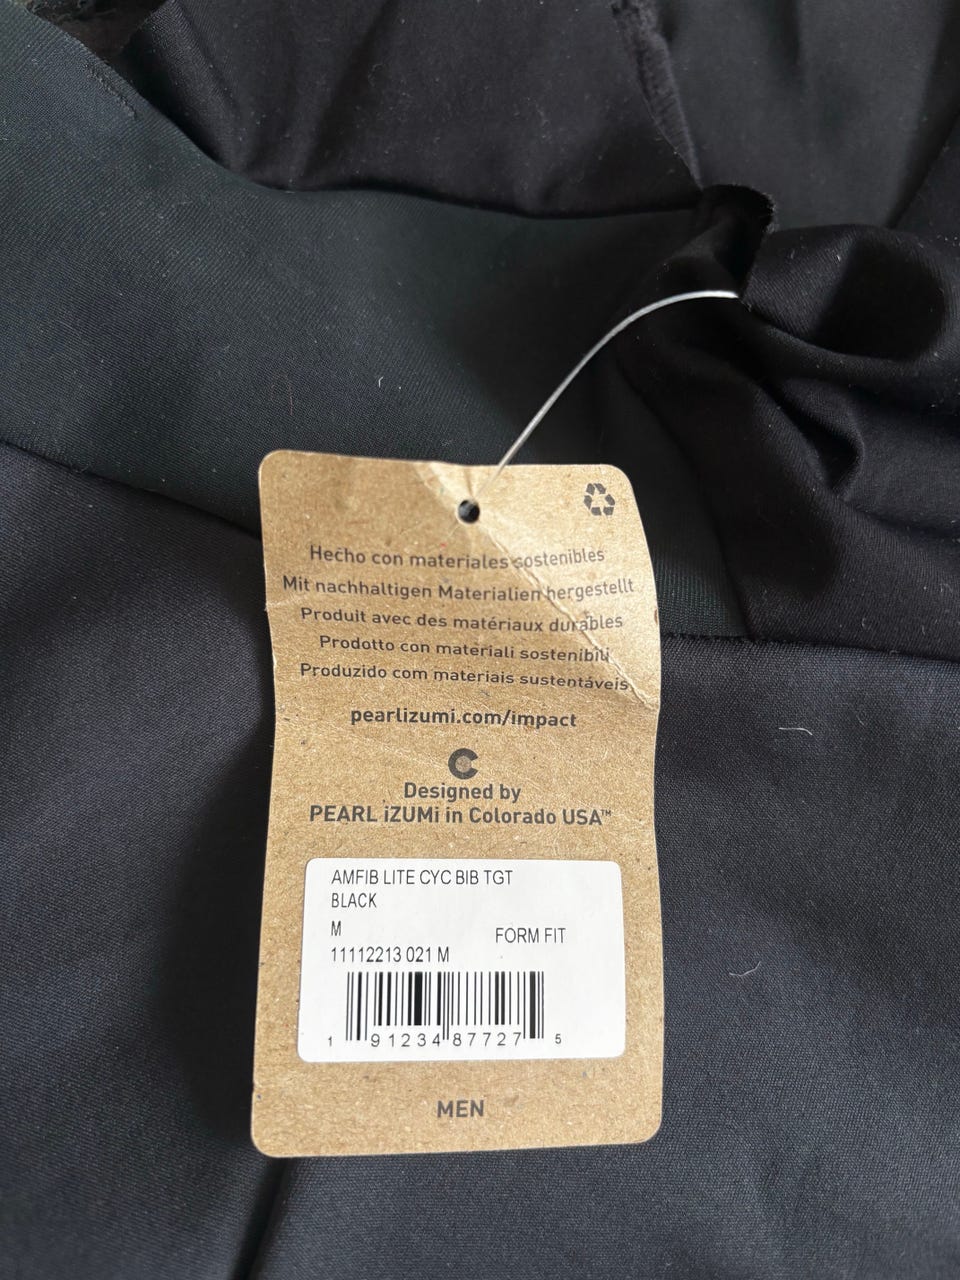 Hecho con materiales sostenibles
Mit nachhaltigen Materialien hergestellt
Produit avec des matériaux durables
Prodotto con materiali sostenibili
Produzido com materiais sustentáveis
pearlizumi.com/impact
Designed by
PEARL iZUMi in Colorado USA™
AMFIB LITE CYC BIB TGT
BLACK
M
FORM FIT
11112213 021 M
1 91234 87727 5
MEN